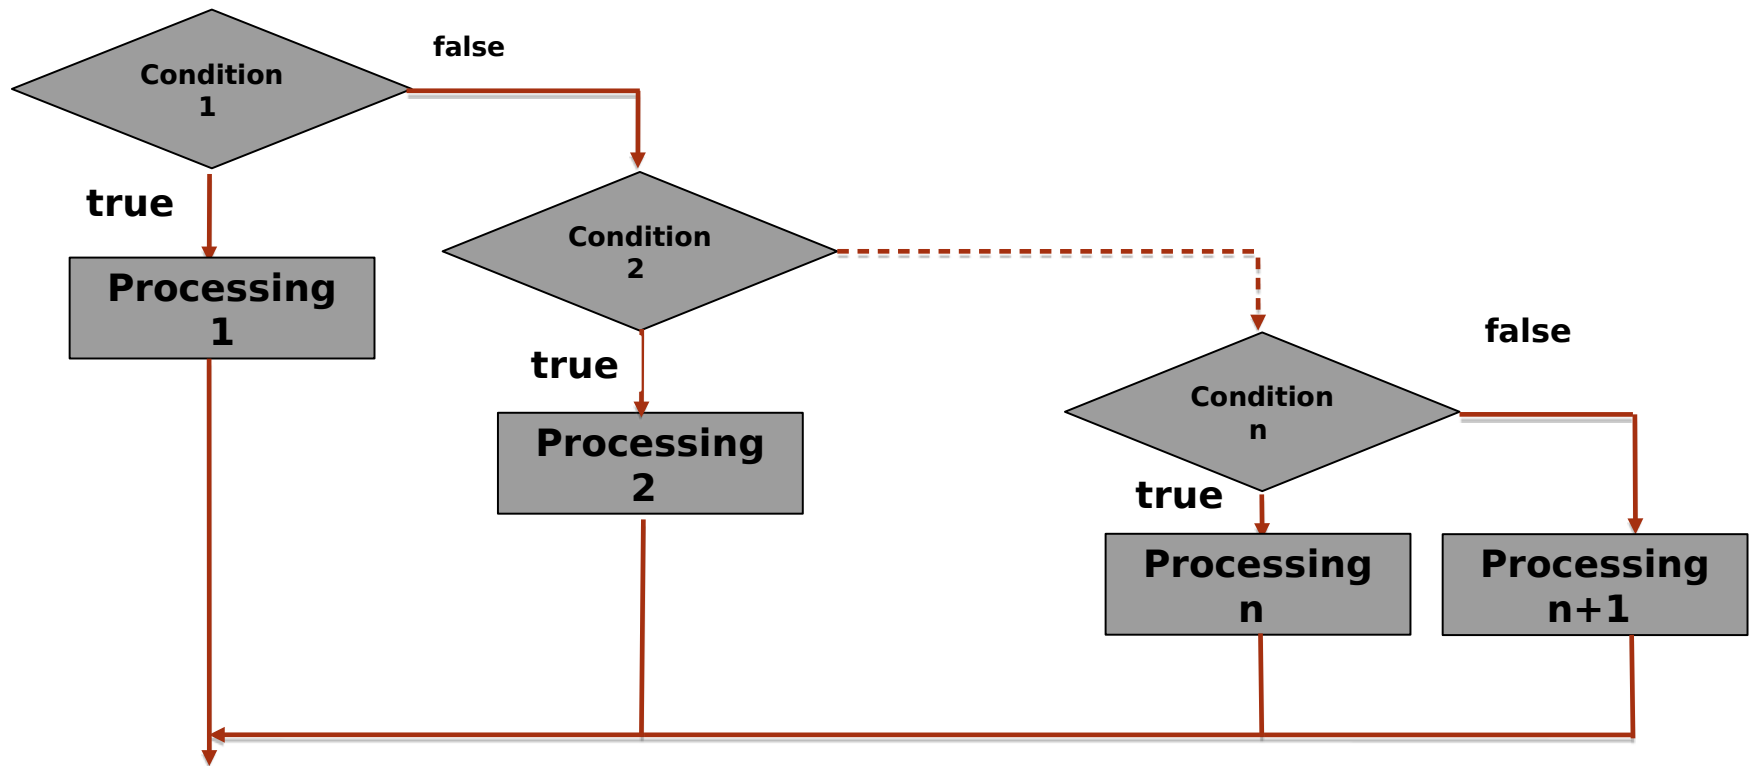 Condition
1
false
true
Processing
1
Condition
2
true
Processing
2
Condition
n
false
true
Processing
n
Processing
n+1